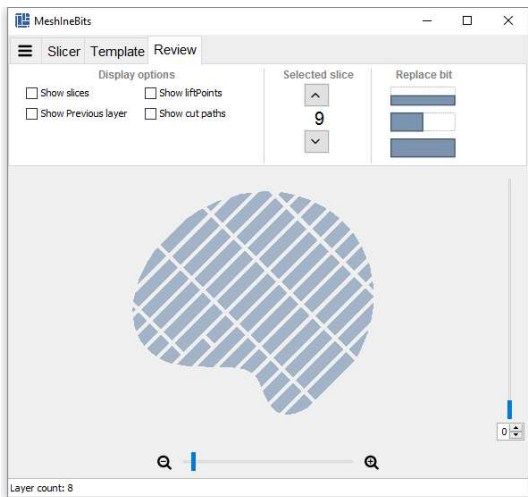 MeshIneBits
Slicer Template Review
Display options Selected slice Replace bit
Show slices Show liftPoints
Show Previous layer Show cut paths
9
0
Layer count: 8